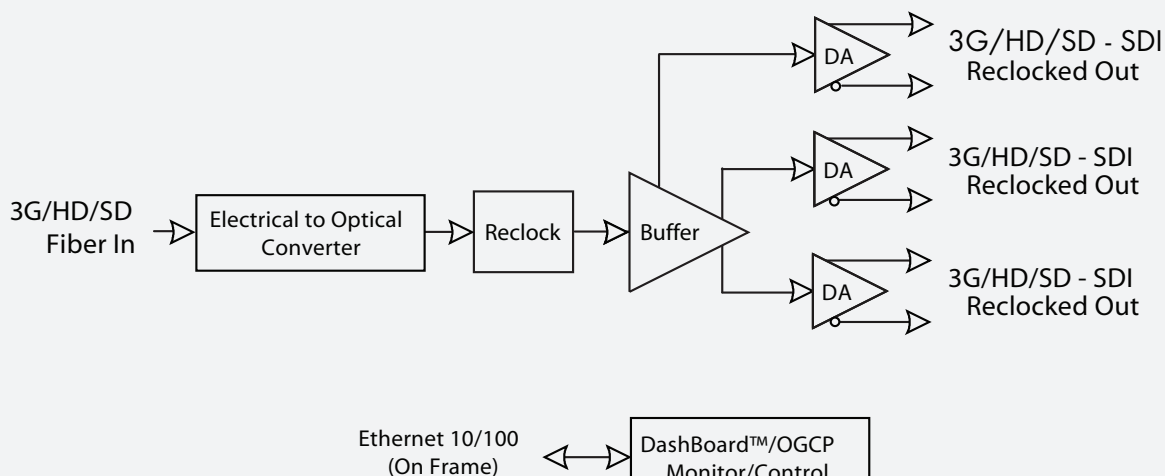 3G/HD/SD
Fiber In
Electrical to Optical
Converter
Reclock
Buffer
DA
3G/HD/SD - SDI
Reclocked Out
DA
3G/HD/SD - SDI
Reclocked Out
DA
3G/HD/SD - SDI
Reclocked Out
Ethernet 10/100
(On Frame)
DashBoard™/OGCP
Monitor/Control